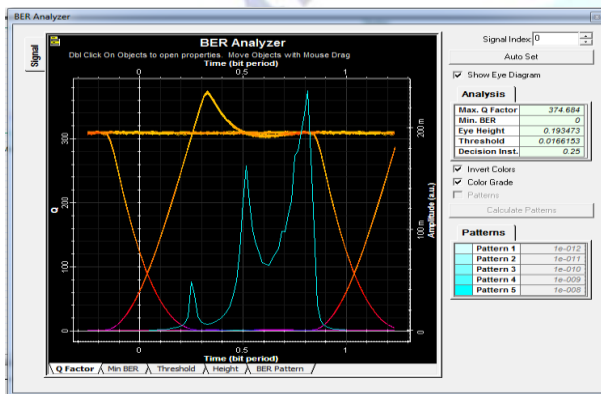 BER Analyzer
Signal
BER Analyzer
Dbl Click On Objects to open properties. Move Objects with Mouse Drag
Time (bit period)
0 0.5 1
Q
0 100 200 300
Amplitude (a.u.)
0 100 m 200 m
0 0.5 1
Time (bit period)
Q Factor Min BER Threshold Height BER Pattern
Signal Index: 0
Auto Set
Show Eye Diagram
Analysis
Max. Q Factor 374.684
Min. BER 0
Eye Height 0.193473
Threshold 0.0166153
Decision Inst. 0.25
Invert Colors
Color Grade
Patterns
Calculate Patterns
Patterns
Pattern 1 1e-012
Pattern 2 1e-011
Pattern 3 1e-010
Pattern 4 1e-009
Pattern 5 1e-008